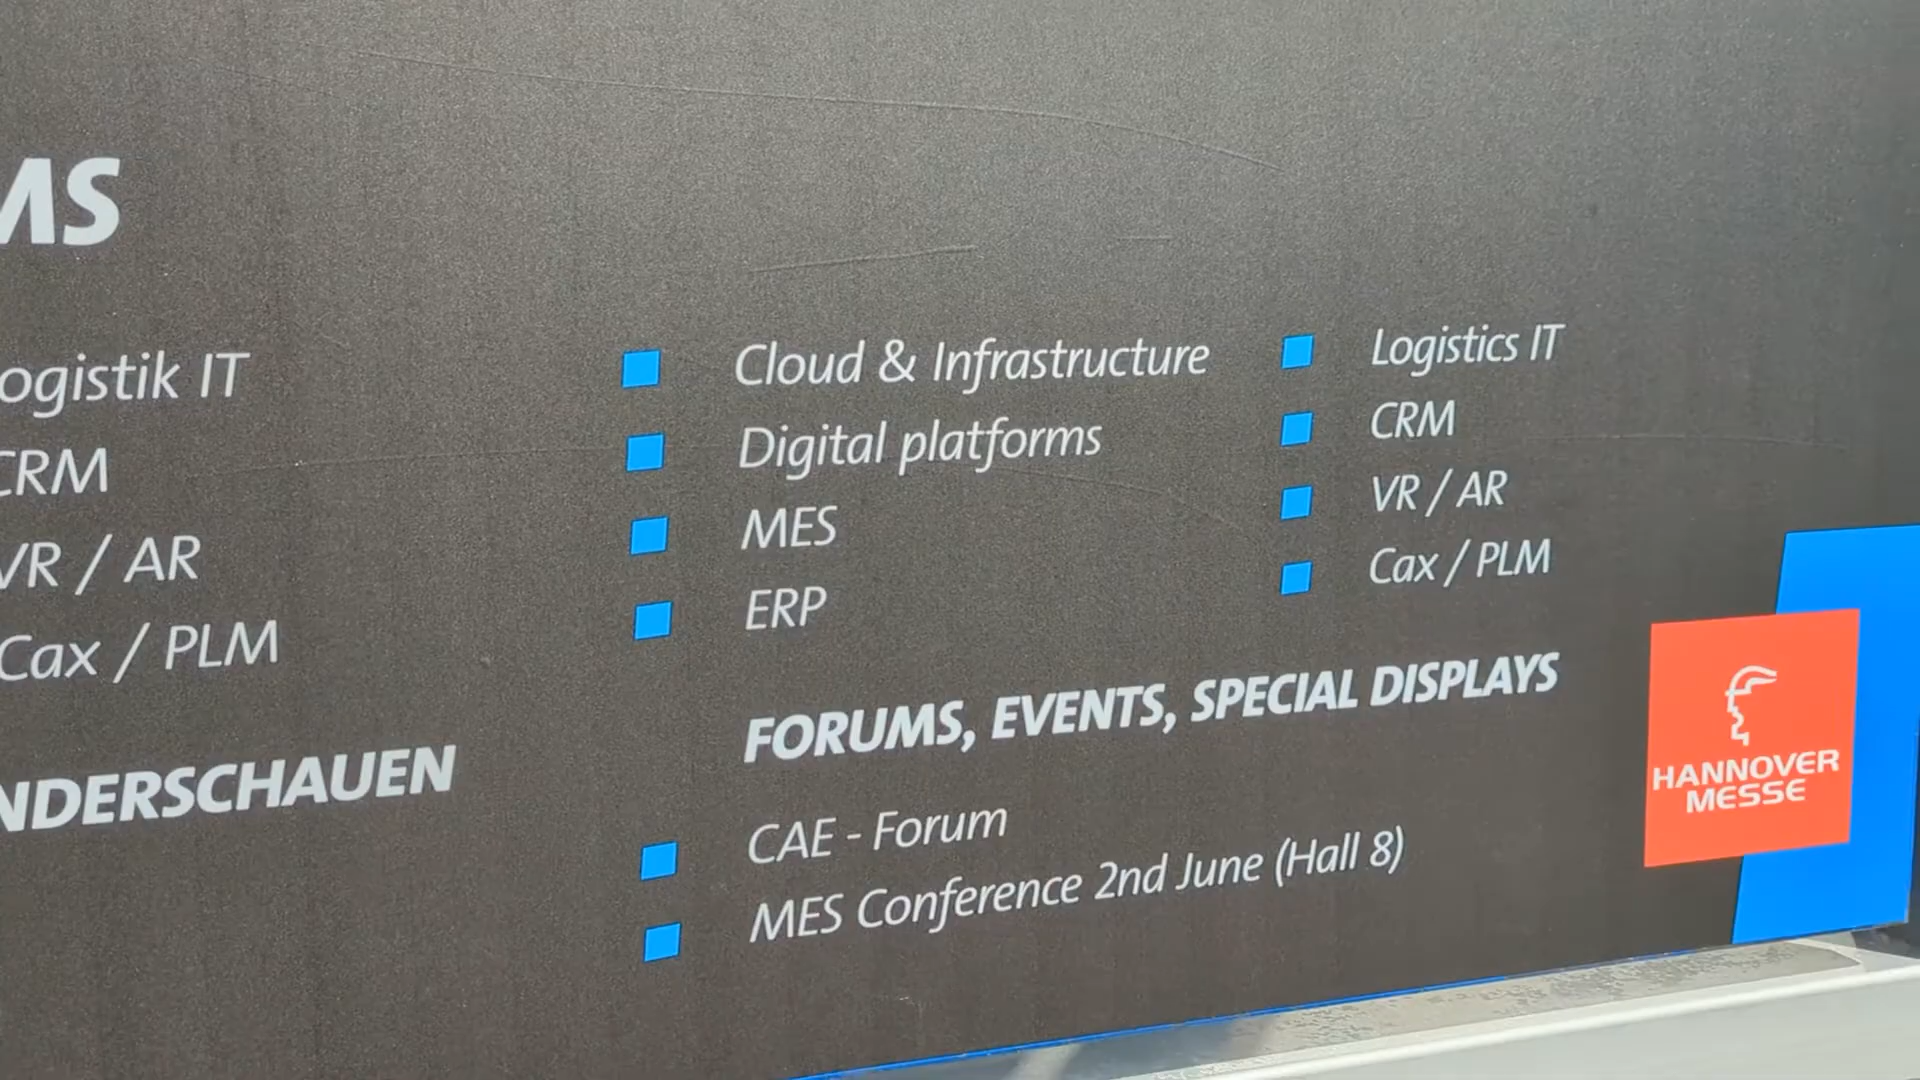 MS
ogistik IT
CRM
VR / AR
Cax / PLM
NDERSCHAUEN
Cloud & Infrastructure
Digital platforms
MES
ERP
Logistics IT
CRM
VR / AR
Cax / PLM
FORUMS, EVENTS, SPECIAL DISPLAYS
CAE - Forum
MES Conference 2nd June (Hall 8)
HANNOVER
MESSE